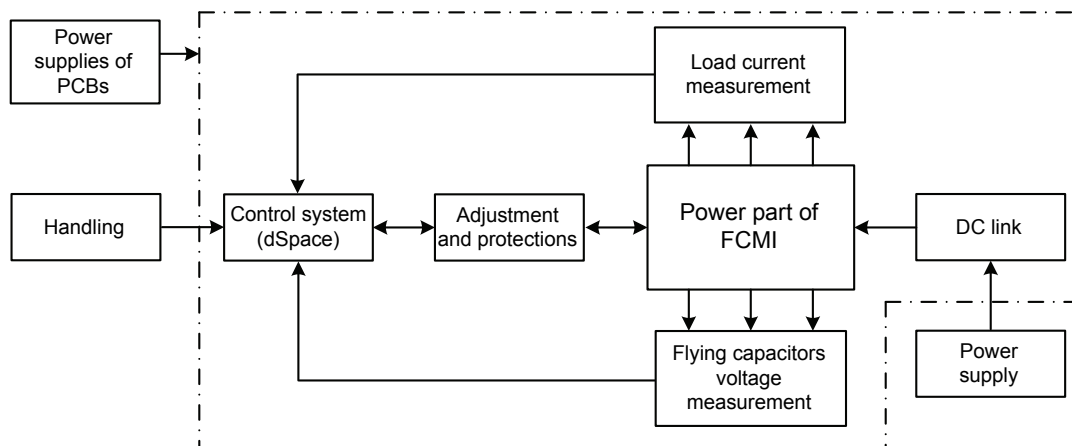 Power
supplies of
PCBs
Load current
measurement
Handling
Control system
(dSpace)
Adjustment
and protections
Power part of
FCMI
DC link
Flying capacitors
voltage
measurement
Power
supply